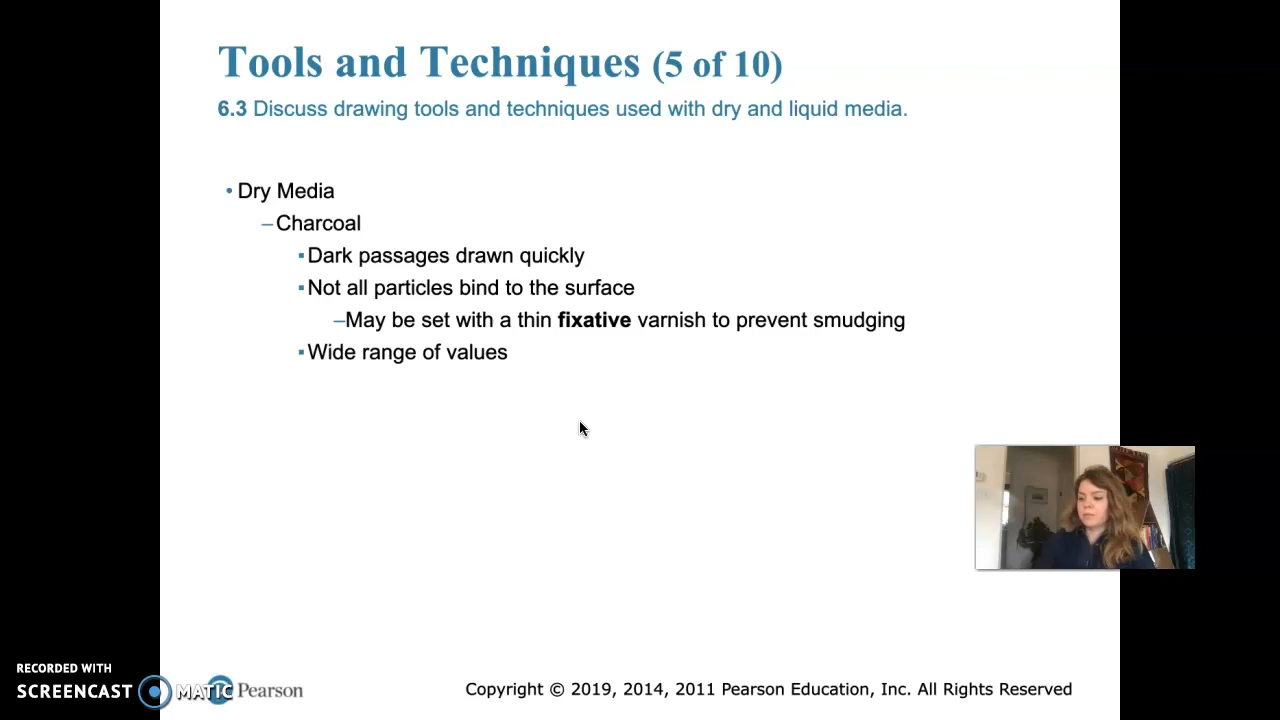 Tools and Techniques (5 of 10)
6.3 Discuss drawing tools and techniques used with dry and liquid media.
• Dry Media
–Charcoal
▪Dark passages drawn quickly
▪Not all particles bind to the surface
–May be set with a thin fixative varnish to prevent smudging
▪Wide range of values
RECORDED WITH
SCREENCAST MATIC
Pearson
Copyright © 2019, 2014, 2011 Pearson Education, Inc. All Rights Reserved